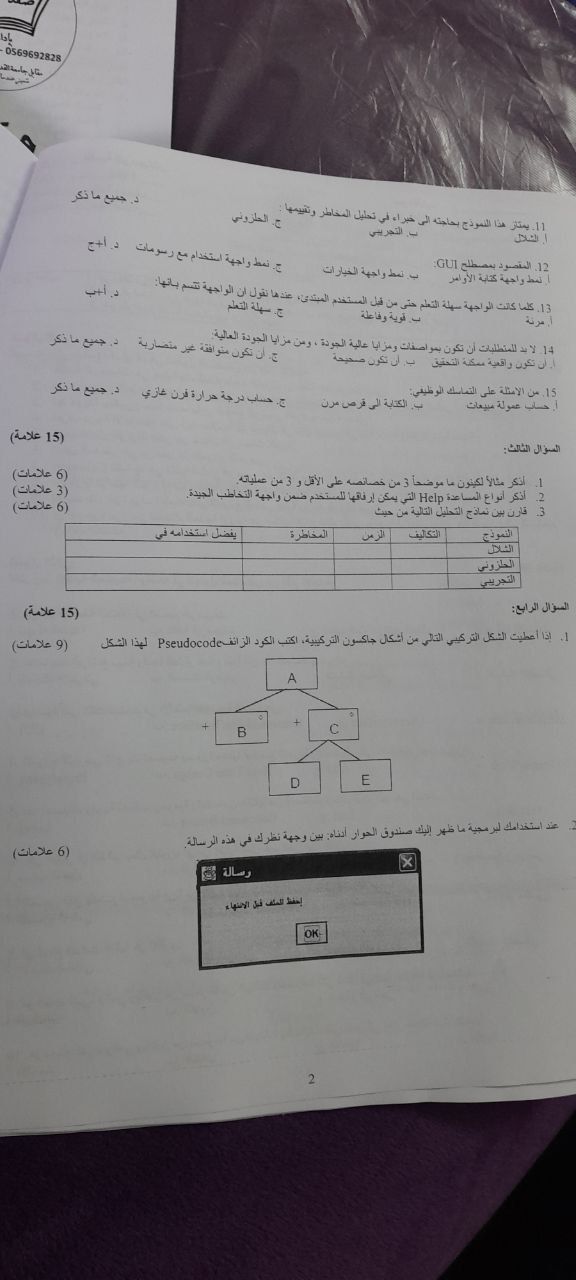 0569692828
11. يمتاز هذا النموذج بحاجته الى خبراء في تحليل المخاطر وتقييمها :
أ. الشلال ب. التجريبي ج. الحلزوني د. جميع ما ذكر
12. المقصود بمصطلح GUI:
أ. نمط واجهة كتابة الأوامر ب. نمط واجهة الخيارات ج. نمط واجهة استخدام مع رسومات د. أ+ج
13. كلما كانت الواجهة سهلة التعلم حتى من قبل المستخدم المبتدئ، عندها نقول ان الواجهة تتسم بانها:
أ. مرنة ب. قوية وفاعلة ج. سهلة التعلم د. أ+ب
14. لا بد للمتطلبات أن تكون بمواصفات ومزايا عالية الجودة ، ومن مزايا الجودة العالية:
أ. أن تكون واقعية ممكنة التحقيق ب. أن تكون صحيحة ج. أن تكون متوافقة غير متضاربة د. جميع ما ذكر
15. من الامثلة على التماسك الوظيفي:
أ. حساب عمولة مبيعات ب. الكتابة الى قرص مرن ج. حساب درجة حرارة فرن غازي د. جميع ما ذكر
السؤال الثالث: (15 علامة)
1. أذكر مثالاً لكينون ما موضحاً 3 من خصائصه على الأقل و 3 من عملياته. (6 علامات)
2. أذكر أنواع المساعدة Help التي يمكن إرفاقها للمستخدم ضمن واجهة التخاطب الجيدة. (3 علامات)
3. قارن بين نماذج التحليل التالية من حيث (6 علامات)
النموذج التكاليف الزمن المخاطرة يفضل استخدامه في
الشلال
الحلزوني
التجريبي
السؤال الرابع: (15 علامة)
1. إذا أعطيت الشكل التركيبي التالي من أشكال جاكسون التركيبية، اكتب الكود الزائف Pseudocode لهذا الشكل (9 علامات)
A
+ B ° + C °
D E
2. عند استخدامك لبرمجية ما ظهر إليك صندوق الحوار أدناه: بين وجهة نظرك في هذه الرسالة. (6 علامات)
رسالة
إحفظ الملف قبل الانتهاء
OK
2